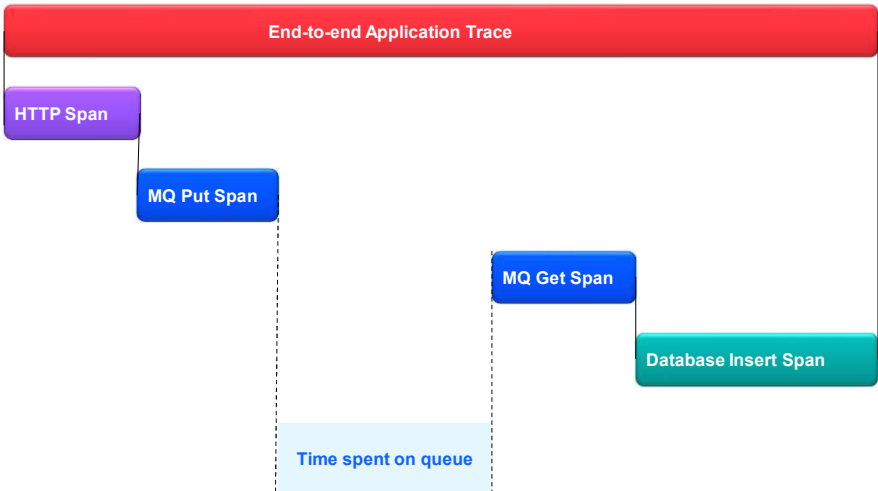 End-to-end Application Trace
HTTP Span
MQ Put Span
MQ Get Span
Database Insert Span
Time spent on queue